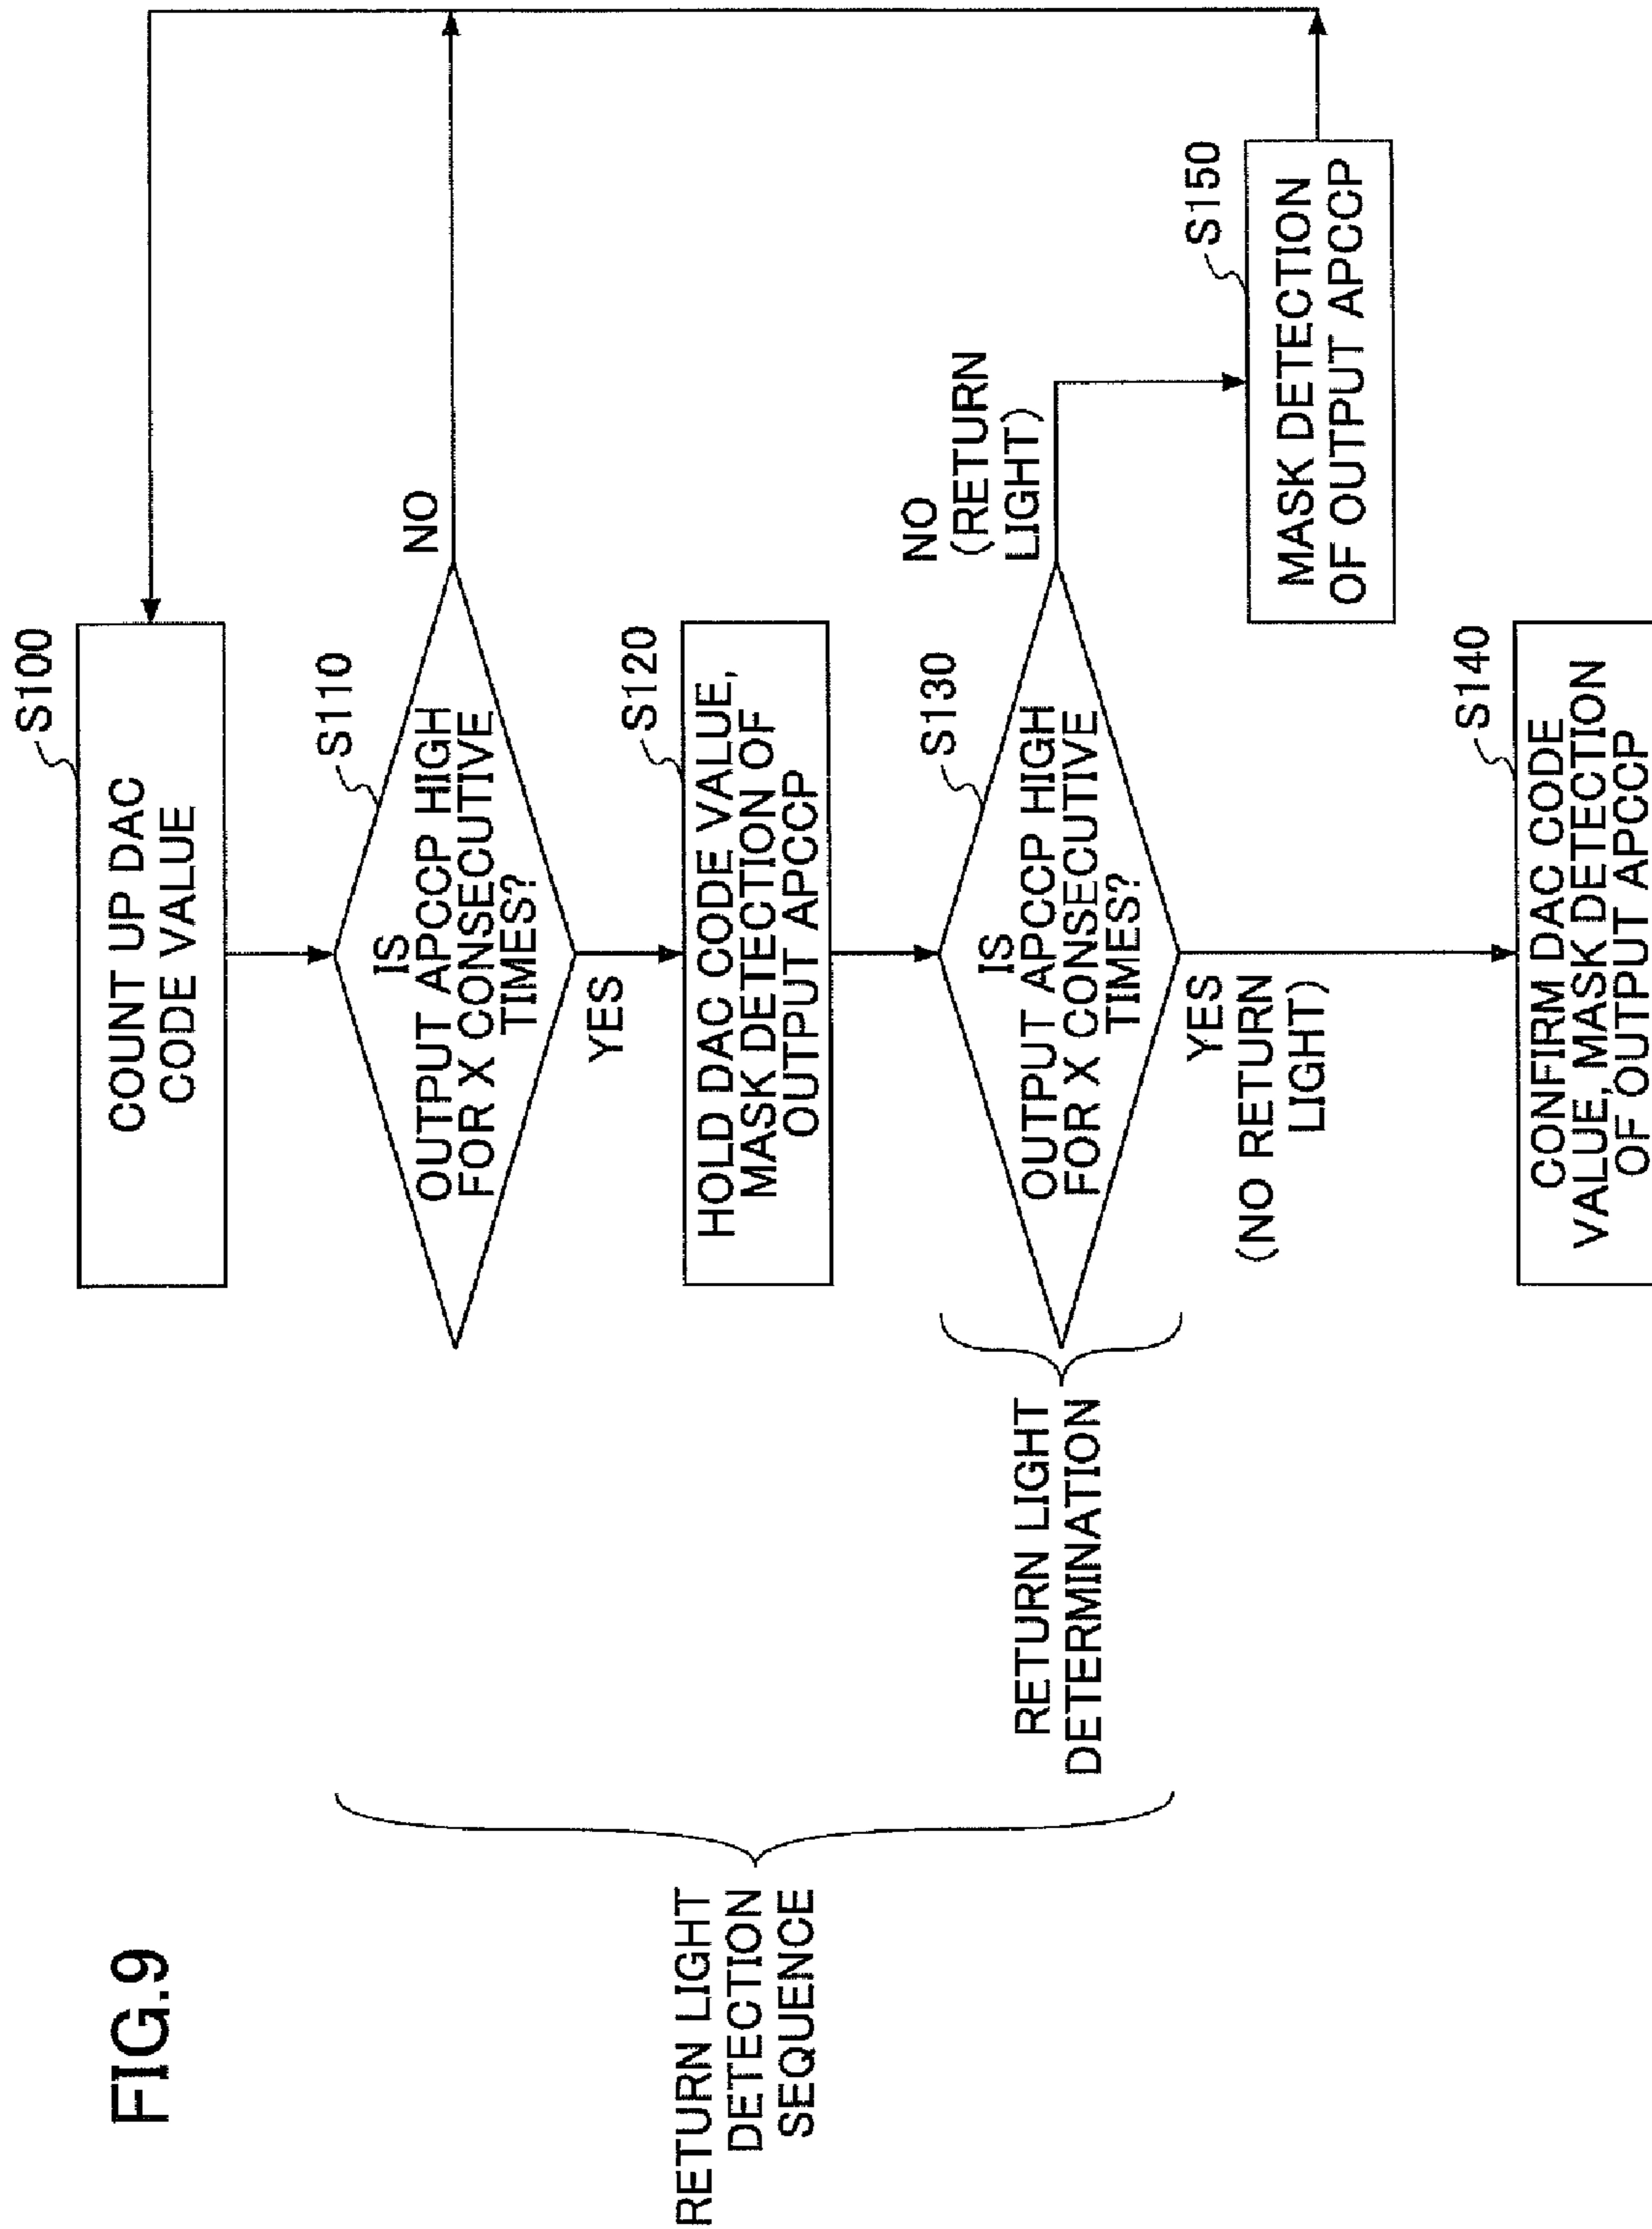 FIG.9
S100
COUNT UP DAC
CODE VALUE
S110
IS
OUTPUT APCCP HIGH
FOR X CONSECUTIVE
TIMES?
NO
YES
S120
HOLD DAC CODE VALUE,
MASK DETECTION OF
OUTPUT APCCP
RETURN LIGHT
DETECTION
SEQUENCE
S130
IS
OUTPUT APCCP HIGH
FOR X CONSECUTIVE
TIMES?
NO
(RETURN
LIGHT)
RETURN LIGHT
DETERMINATION
YES
(NO RETURN
LIGHT)
S150
MASK DETECTION
OF OUTPUT APCCP
S140
CONFIRM DAC CODE
VALUE, MASK DETECTION
OF OUTPUT APCCP